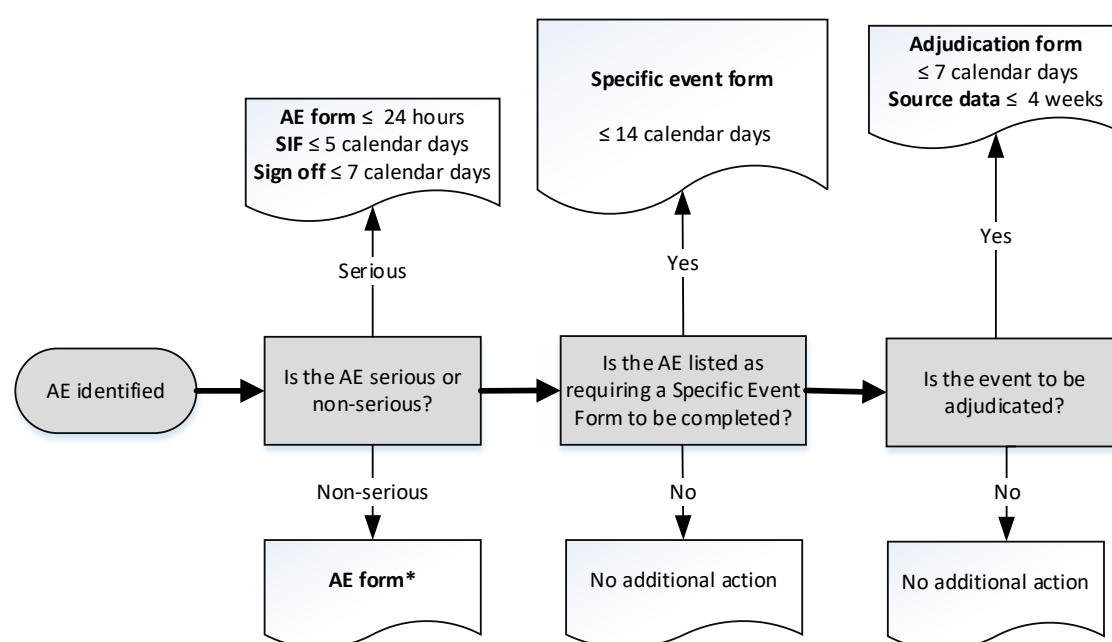 AE form ≤ 24 hours
SIF ≤ 5 calendar days
Sign off ≤ 7 calendar days
Specific event form
≤ 14 calendar days
Adjudication form
≤ 7 calendar days
Source data ≤ 4 weeks
Serious
Yes
Yes
AE identified
Is the AE serious or
non-serious?
Is the AE listed as
requiring a Specific Event
Form to be completed?
Is the event to be
adjudicated?
Non-serious
No
No
AE form*
No additional action
No additional action